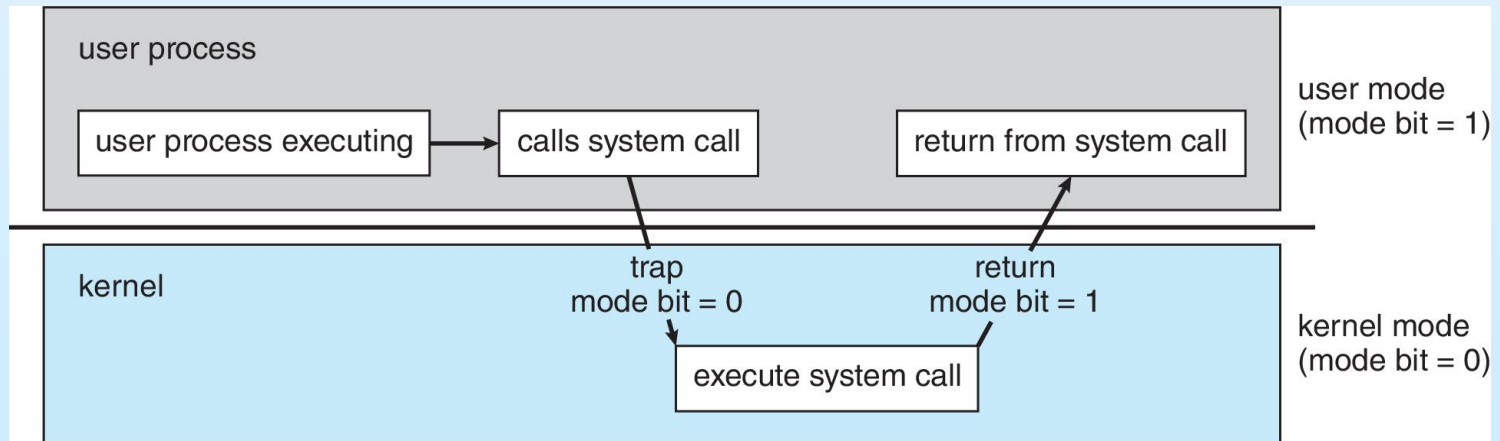 user process
user process executing
calls system call
return from system call
user mode
(mode bit = 1)
kernel
trap
mode bit = 0
return
mode bit = 1
execute system call
kernel mode
(mode bit = 0)